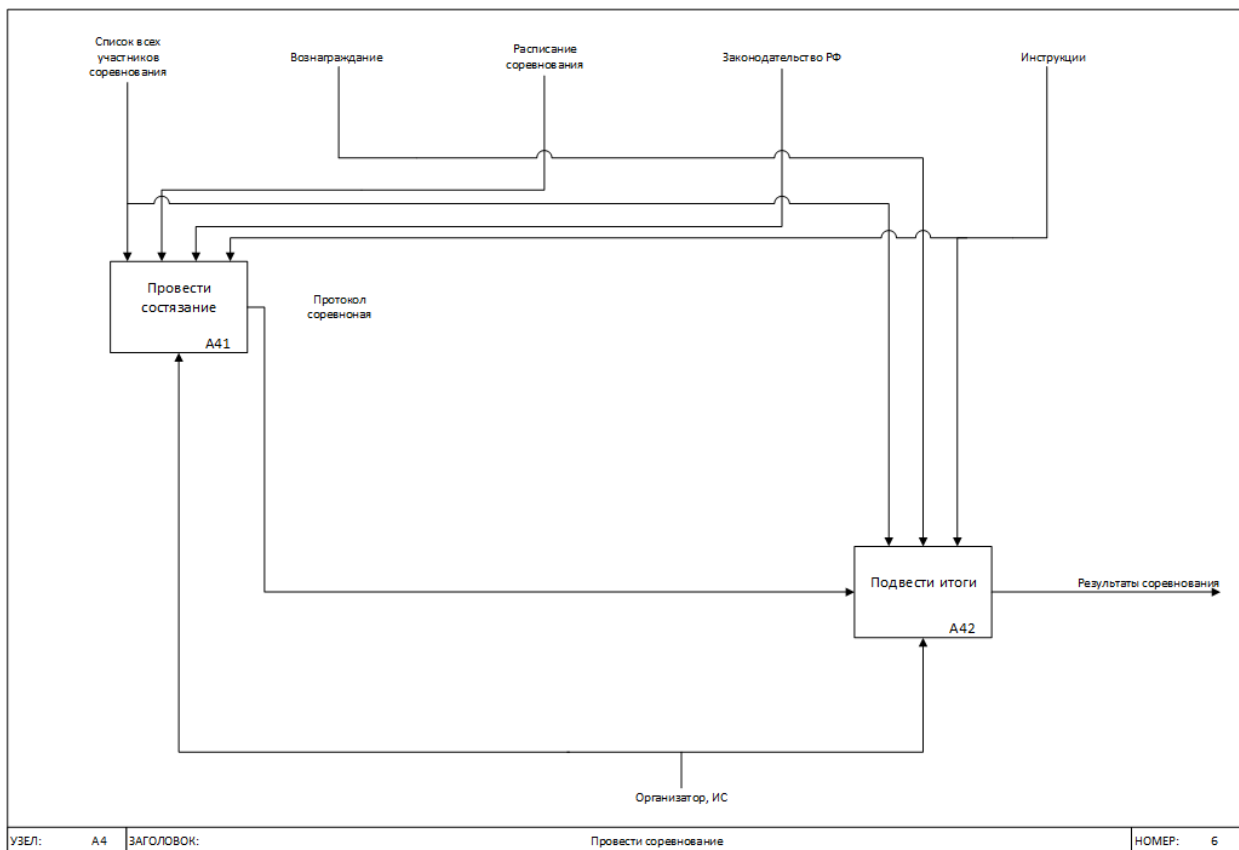 Список всех
участников
соревнования
Вознаграждание
Расписание
соревнования
Законодательство РФ
Инструкции
Провести
состязание
А41
Протокол
соревноная
Подвести итоги
А42
Результаты соревнования
Организатор, ИС
УЗЕЛ: А4 ЗАГОЛОВОК: Провести соревнование НОМЕР: 6